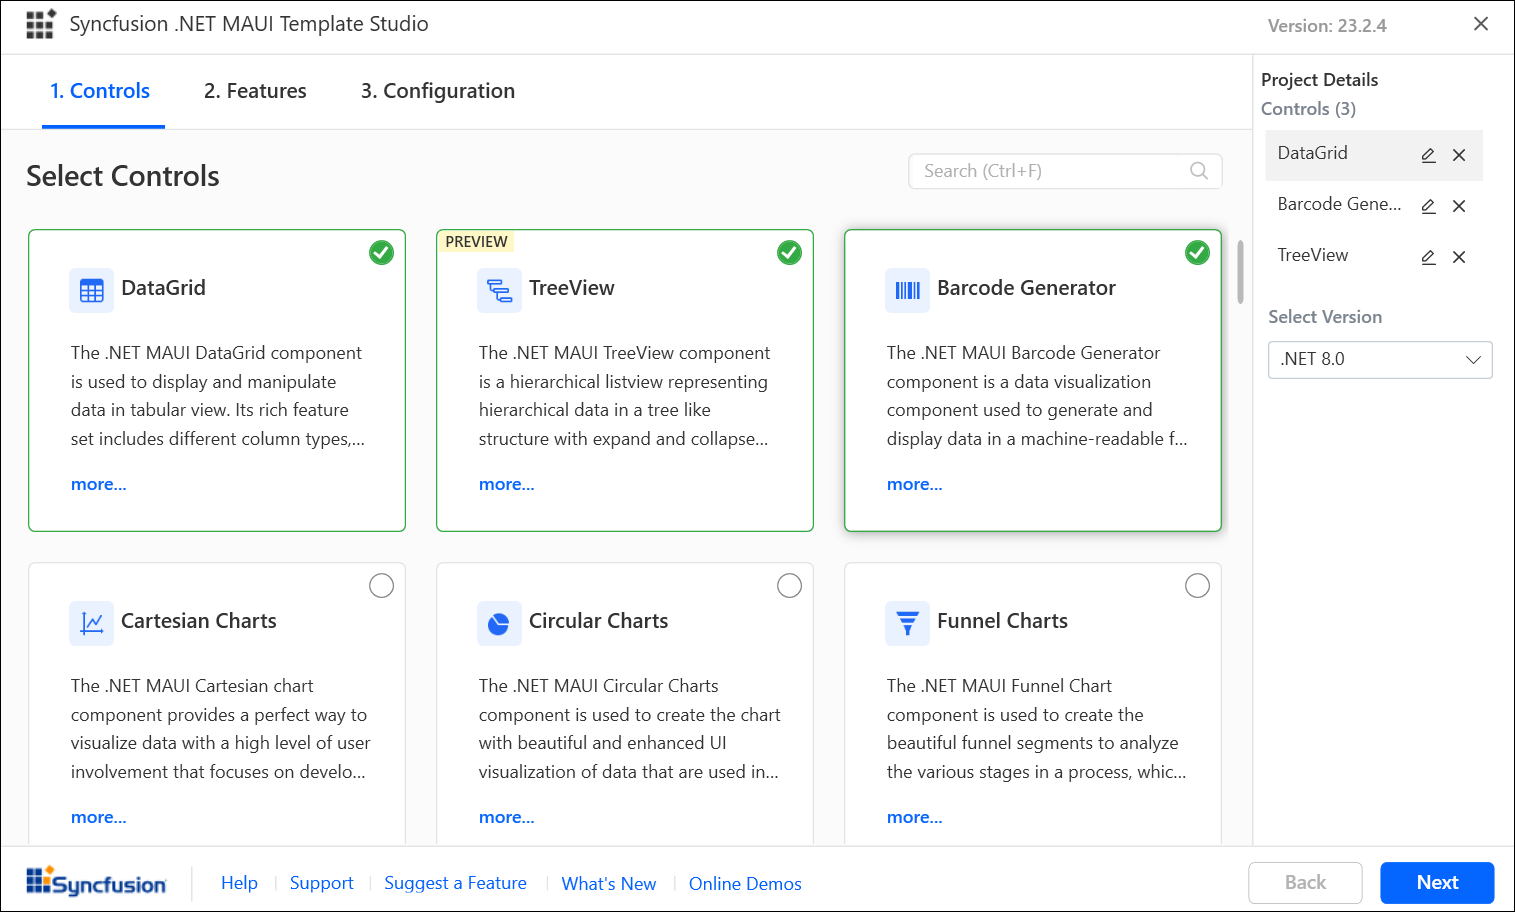 Syncfusion .NET MAUI Template Studio
Version: 23.2.4
1. Controls
2. Features
3. Configuration
Select Controls
Search (Ctrl+F)
PREVIEW
DataGrid
The .NET MAUI DataGrid component
is used to display and manipulate
data in tabular view. Its rich feature
set includes different column types,...
more...
TreeView
The .NET MAUI TreeView component
is a hierarchical listview representing
hierarchical data in a tree like
structure with expand and collapse...
more...
Barcode Generator
The .NET MAUI Barcode Generator
component is a data visualization
component used to generate and
display data in a machine-readable f...
more...
Cartesian Charts
The .NET MAUI Cartesian chart
component provides a perfect way to
visualize data with a high level of user
involvement that focuses on develo...
more...
Circular Charts
The .NET MAUI Circular Charts
component is used to create the chart
with beautiful and enhanced UI
visualization of data that are used in...
more...
Funnel Charts
The .NET MAUI Funnel Chart
component is used to create the
beautiful funnel segments to analyze
the various stages in a process, whic...
more...
Project Details
Controls (3)
DataGrid
Barcode Gene...
TreeView
Select Version
.NET 8.0
Syncfusion
Help
Support
Suggest a Feature
What's New
Online Demos
Back
Next